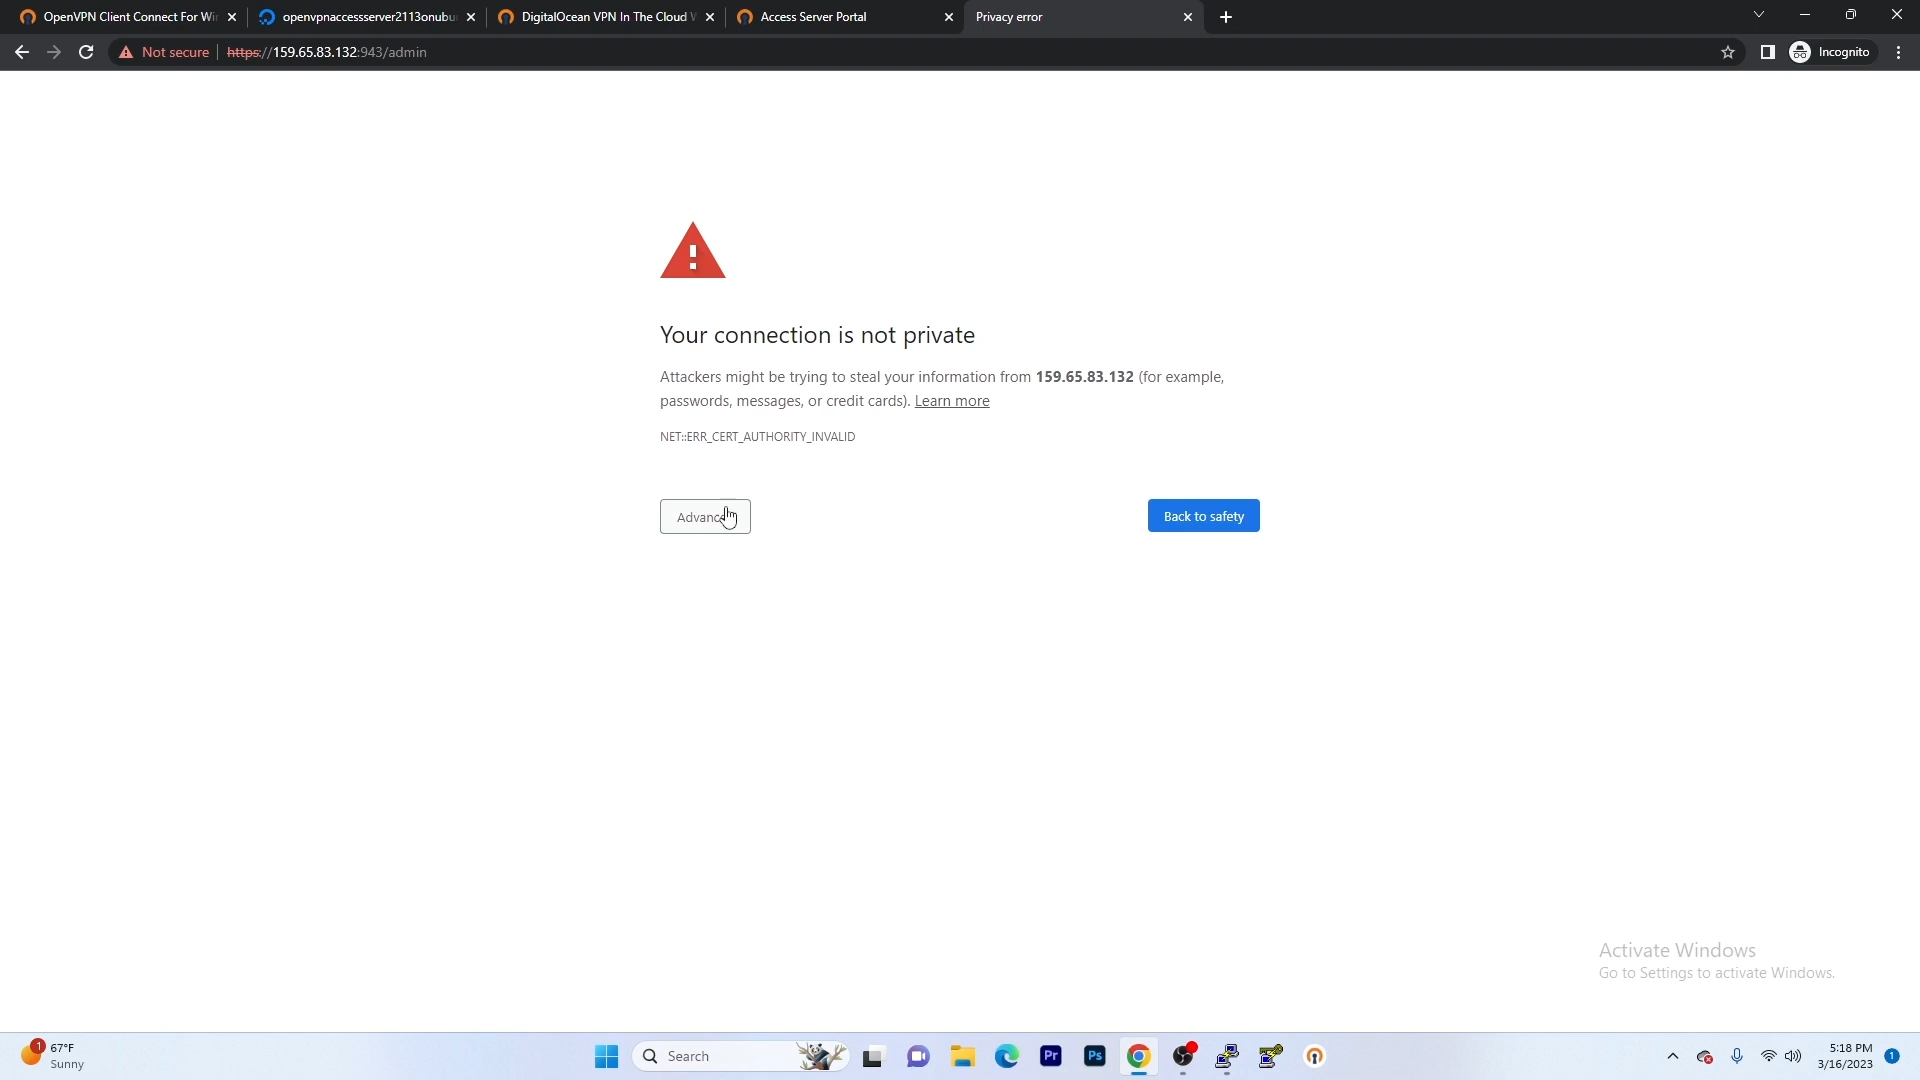 OpenVPN Client Connect For Wi
openvpnaccessserver2113onubu
DigitalOcean VPN In The Cloud
Access Server Portal
Privacy error
Not secure
https://159.65.83.132:943/admin
Incognito
Your connection is not private
Attackers might be trying to steal your information from 159.65.83.132 (for example,
passwords, messages, or credit cards). Learn more
NET::ERR_CERT_AUTHORITY_INVALID
Advanc
Back to safety
Activate Windows
Go to Settings to activate Windows.
1
67°F
Sunny
Search
Pr
Ps
5:18 PM
3/16/2023
1